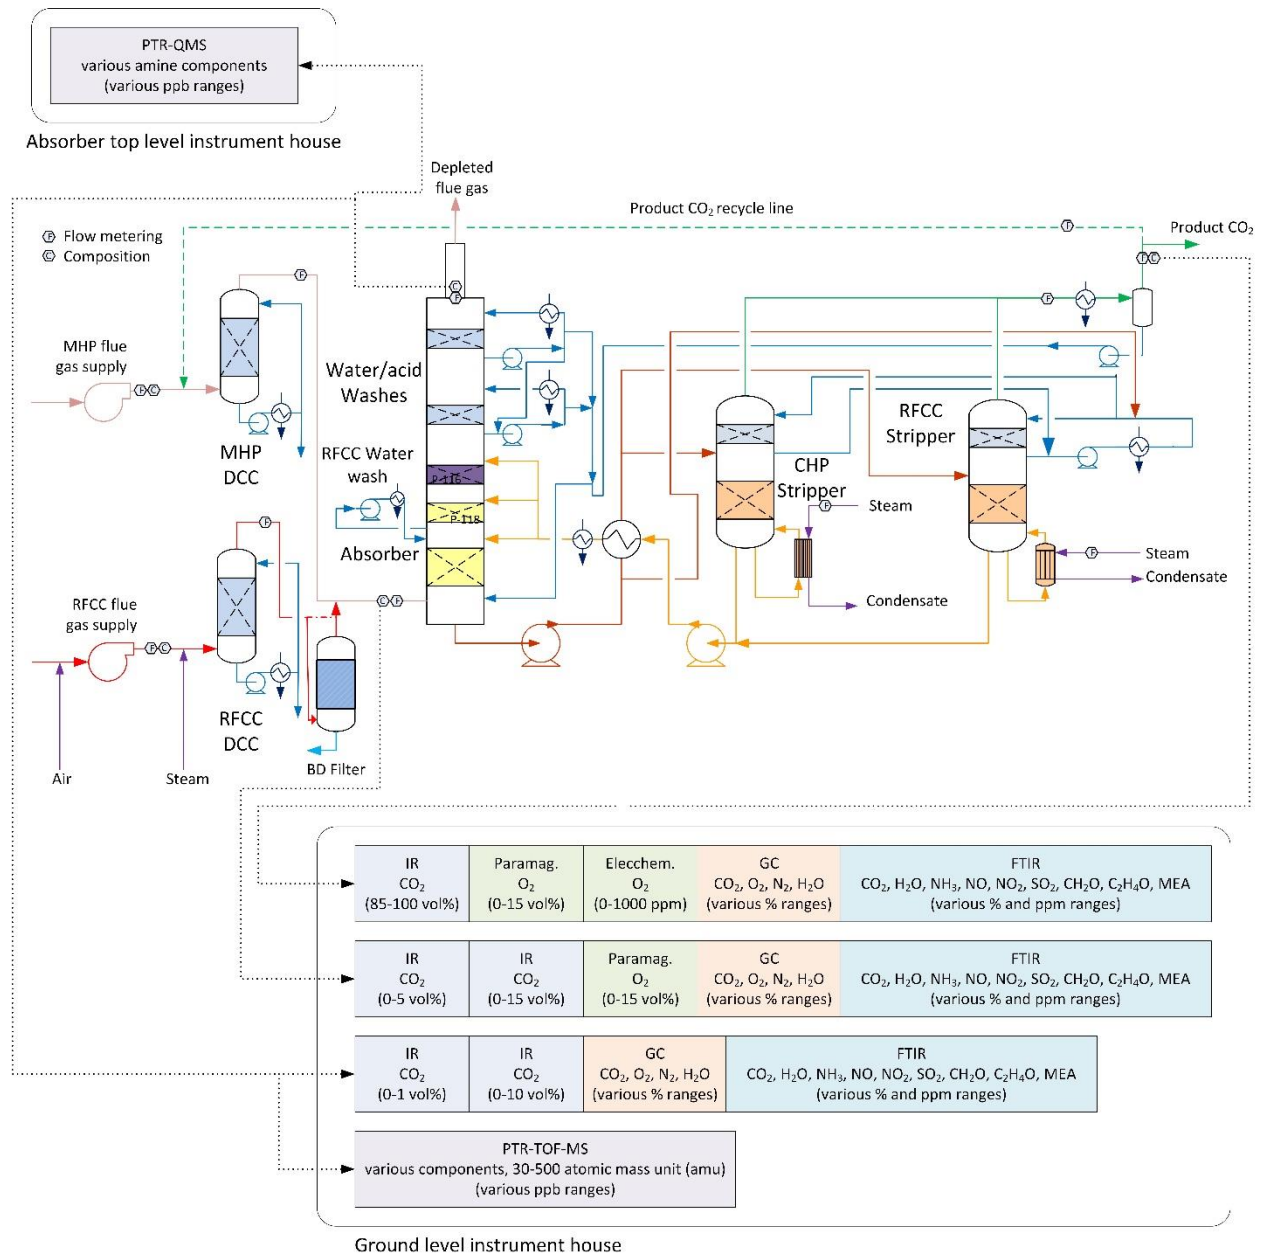 PTR-QMS
various amine components
(various ppb ranges)
Absorber top level instrument house
Depleted
flue gas
Product CO₂ recycle line
F
Product CO₂
F Flow metering
C Composition
F C
F
C
F
F
MHP flue
gas supply
F C
Water/acid
Washes
RFCC
Stripper
MHP
DCC
RFCC Water
wash
P-116
CHP
Stripper
P-118
F
Steam
F
Absorber
F
Steam
Condensate
RFCC flue
gas supply
C F
Condensate
F C
RFCC
DCC
Air
Steam
BD Filter
IR
CO₂
(85-100 vol%)
Paramag.
O₂
(0-15 vol%)
Elecchem.
O₂
(0-1000 ppm)
GC
CO₂, O₂, N₂, H₂O
(various % ranges)
FTIR
CO₂, H₂O, NH₃, NO, NO₂, SO₂, CH₂O, C₂H₄O, MEA
(various % and ppm ranges)
IR
CO₂
(0-5 vol%)
IR
CO₂
(0-15 vol%)
Paramag.
O₂
(0-15 vol%)
GC
CO₂, O₂, N₂, H₂O
(various % ranges)
FTIR
CO₂, H₂O, NH₃, NO, NO₂, SO₂, CH₂O, C₂H₄O, MEA
(various % and ppm ranges)
IR
CO₂
(0-1 vol%)
IR
CO₂
(0-10 vol%)
GC
CO₂, O₂, N₂, H₂O
(various % ranges)
FTIR
CO₂, H₂O, NH₃, NO, NO₂, SO₂, CH₂O, C₂H₄O, MEA
(various % and ppm ranges)
PTR-TOF-MS
various components, 30-500 atomic mass unit (amu)
(various ppb ranges)
Ground level instrument house